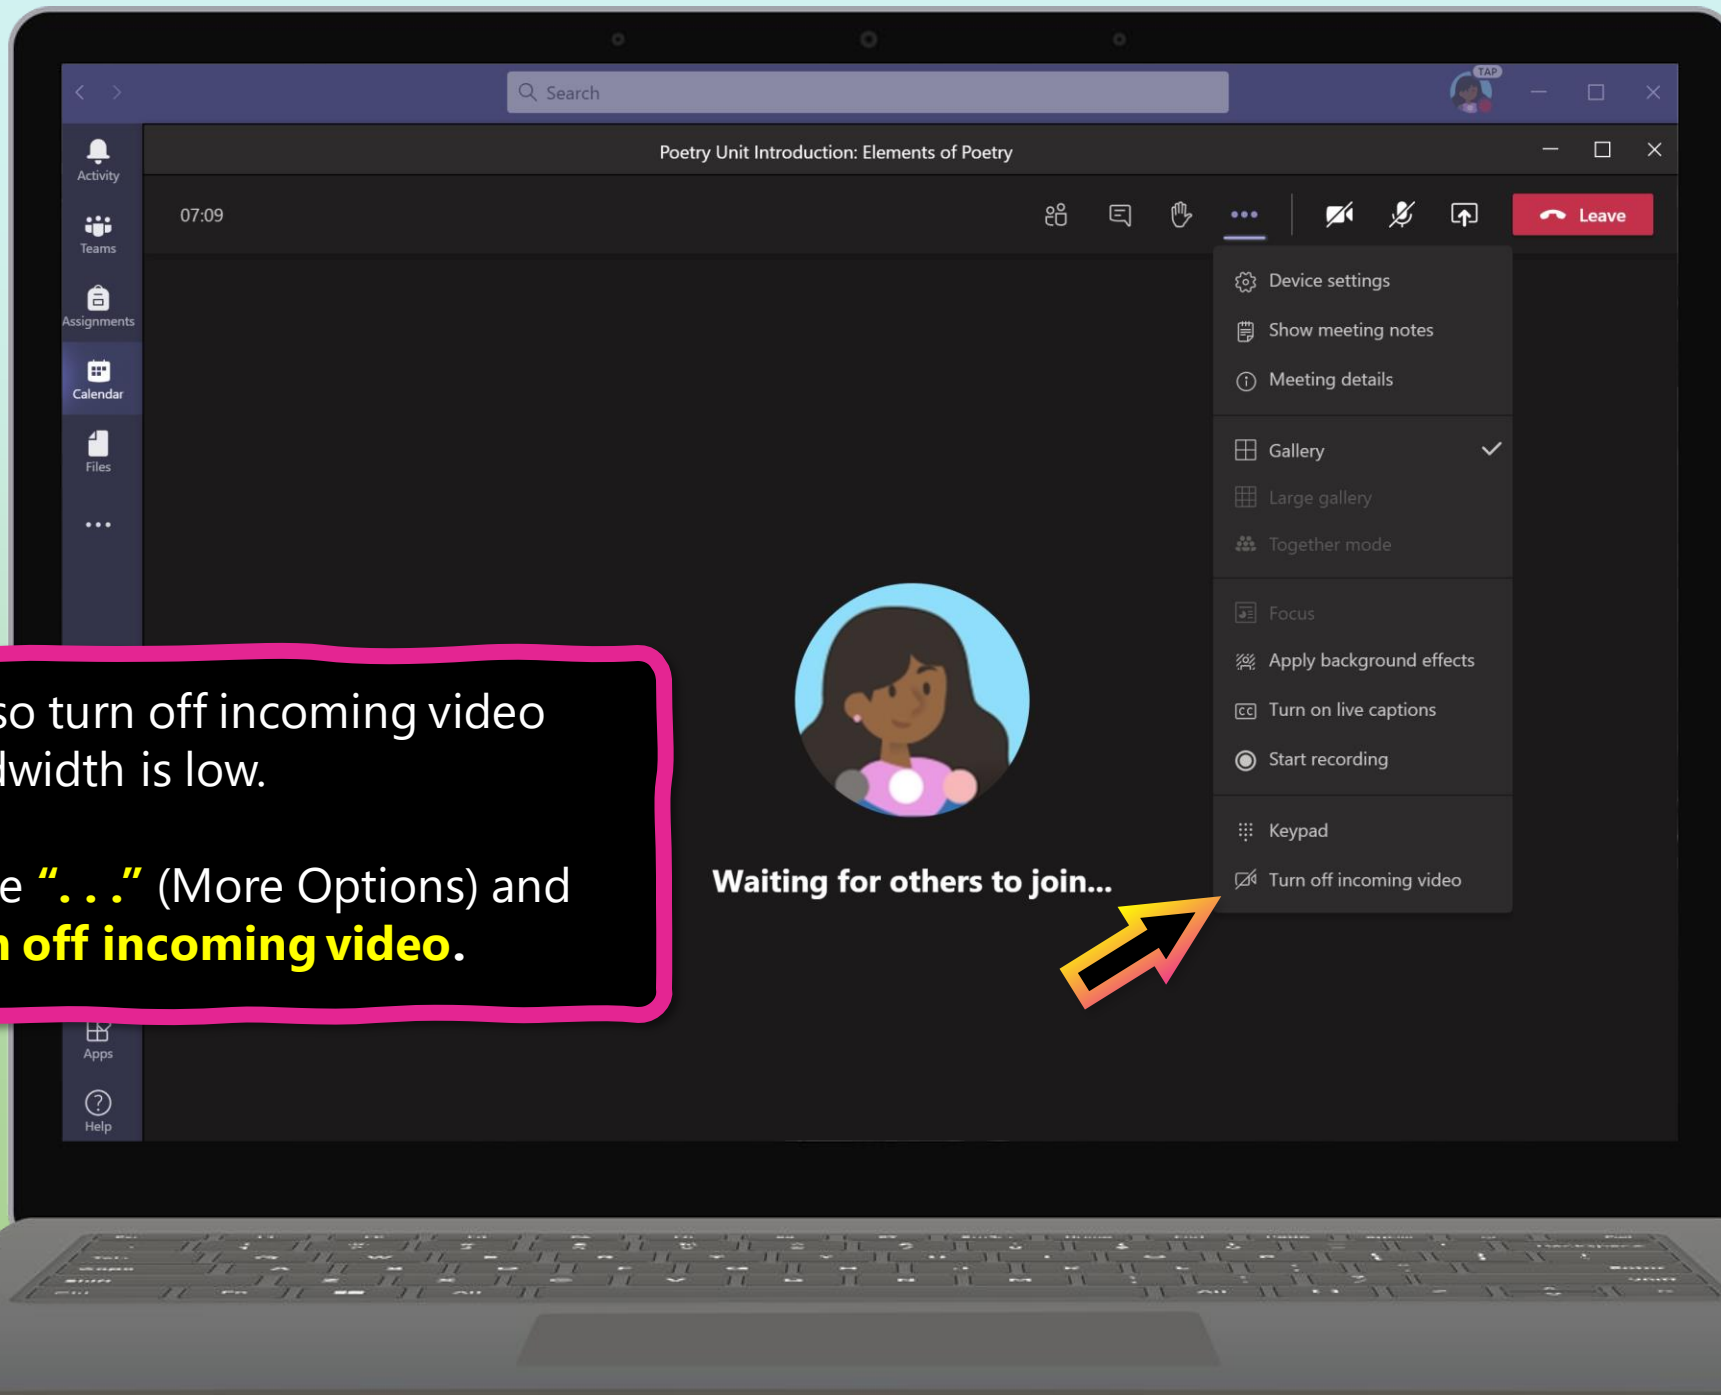 Search
TAP
Activity
Poetry Unit Introduction: Elements of Poetry
07:09
Leave
Teams
Assignments
Calendar
Files
Device settings
Show meeting notes
Meeting details
Gallery
Large gallery
Together mode
Focus
Apply background effects
CC Turn on live captions
Start recording
Keypad
Turn off incoming video
so turn off incoming video
dwidth is low.
e “. . .” (More Options) and
n off incoming video.
Waiting for others to join...
Apps
Help